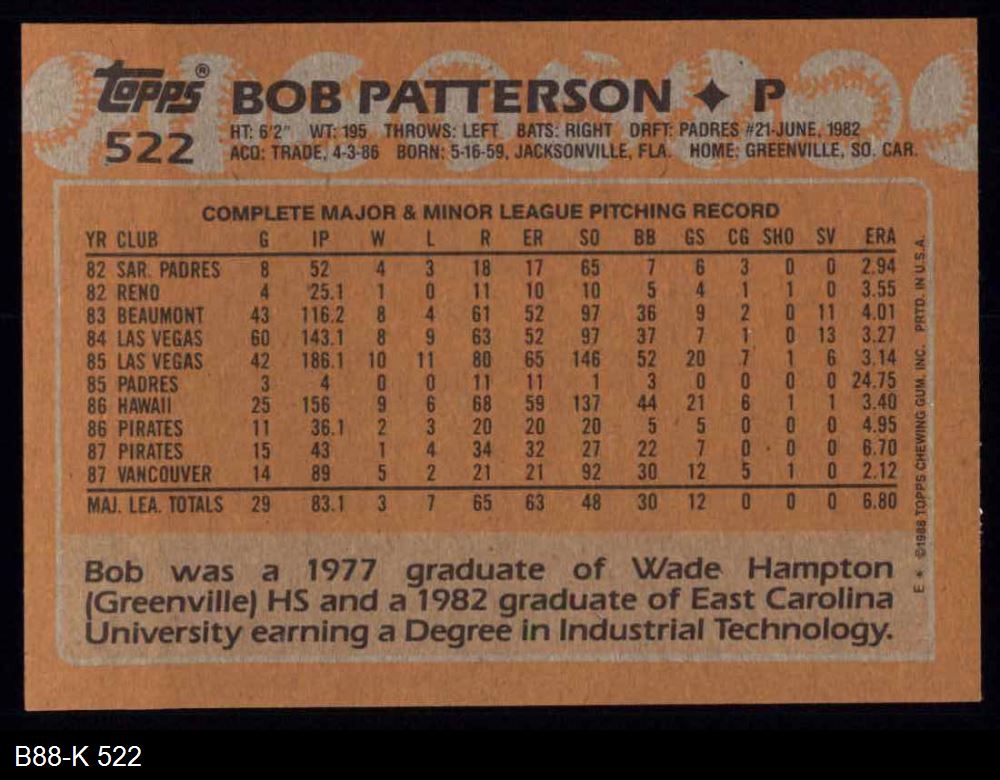 topps® BOB PATTERSON ✦ P
522 HT: 6'2" WT: 195 THROWS: LEFT BATS: RIGHT DRFT: PADRES #21-JUNE, 1982
ACQ: TRADE, 4-3-86 BORN: 5-16-59, JACKSONVILLE, FLA. HOME: GREENVILLE, SO. CAR.
COMPLETE MAJOR & MINOR LEAGUE PITCHING RECORD
YR CLUB G IP W L R ER SO BB GS CG SHO SV ERA
82 SAR. PADRES 8 52 4 3 18 17 65 7 6 3 0 0 2.94
82 RENO 4 25.1 1 0 11 10 10 5 4 1 1 0 3.55
83 BEAUMONT 43 116.2 8 4 61 52 97 36 9 2 0 11 4.01
84 LAS VEGAS 60 143.1 8 9 63 52 97 37 7 1 0 13 3.27
85 LAS VEGAS 42 186.1 10 11 80 65 146 52 20 7 1 6 3.14
85 PADRES 3 4 0 0 11 11 1 3 0 0 0 0 24.75
86 HAWAII 25 156 9 6 68 59 137 44 21 6 1 1 3.40
86 PIRATES 11 36.1 2 3 20 20 20 5 5 0 0 0 4.95
87 PIRATES 15 43 1 4 34 32 27 22 7 0 0 0 6.70
87 VANCOUVER 14 89 5 2 21 21 92 30 12 5 1 0 2.12
MAJ. LEA. TOTALS 29 83.1 3 7 65 63 48 30 12 0 0 0 6.80
Bob was a 1977 graduate of Wade Hampton
(Greenville) HS and a 1982 graduate of East Carolina
University earning a Degree in Industrial Technology.
E * ©1988 TOPPS CHEWING GUM, INC. PRTD. IN U.S.A.
B88-K 522